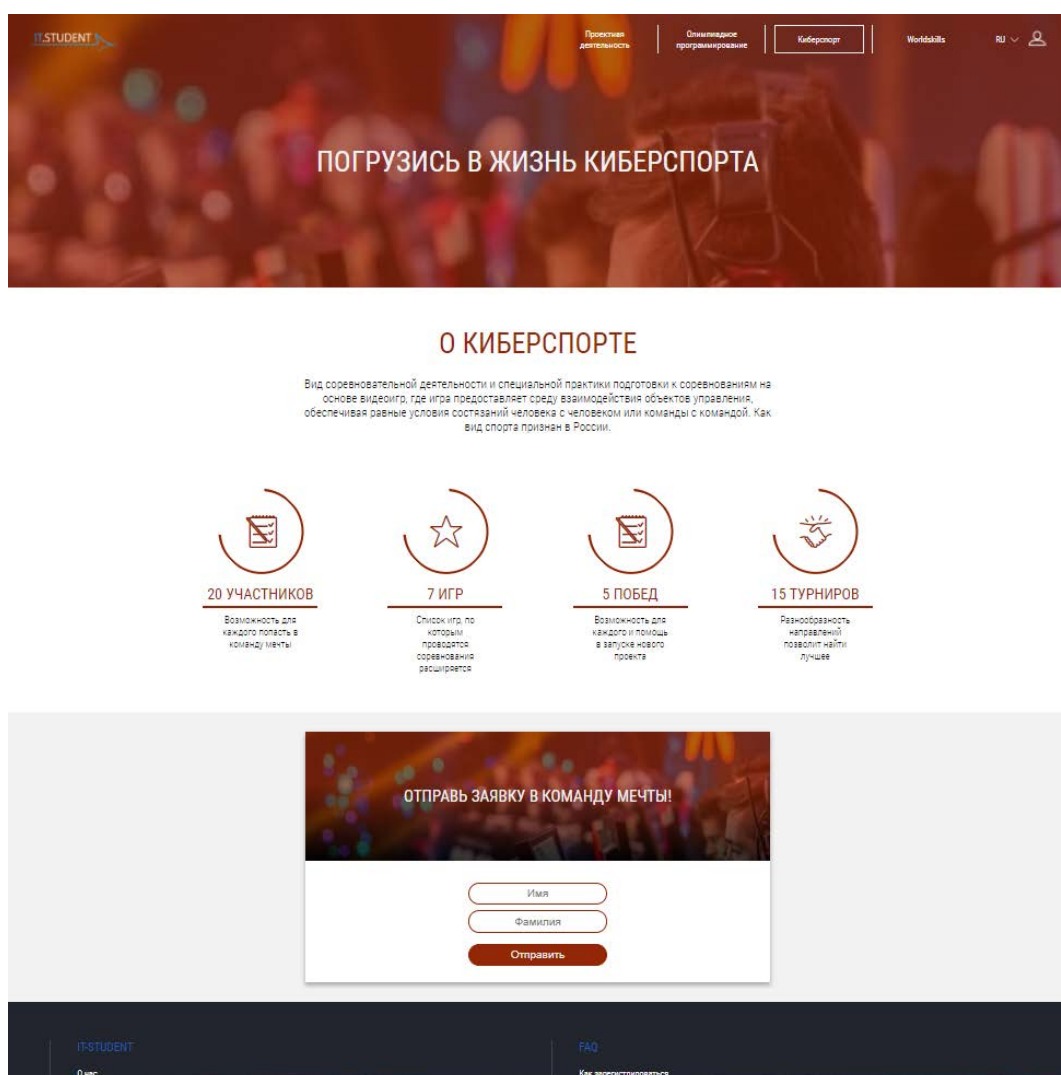 IT.STUDENT
Проектная
деятельность
Олимпиадное
программирование
Киберспорт
Worldskills
RU
ПОГРУЗИСЬ В ЖИЗНЬ КИБЕРСПОРТА
О КИБЕРСПОРТЕ
Вид соревновательной деятельности и специальной практики подготовки к соревнованиям на
основе видеоигр, где игра предоставляет среду взаимодействия объектов управления,
обеспечивая равные условия состязаний человека с человеком или команды с командой. Как
вид спорта признан в России.
20 УЧАСТНИКОВ
Возможность для
каждого попасть в
команду мечты
7 ИГР
Список игр, по
которым
проводятся
соревнования
расширяется
5 ПОБЕД
Возможность для
каждого и помощь
в запуске нового
проекта
15 ТУРНИРОВ
Разнообразность
направлений
позволит найти
лучшее
ОТПРАВЬ ЗАЯВКУ В КОМАНДУ МЕЧТЫ!
Имя
Фамилия
Отправить
IT-STUDENT
О нас
FAQ
Как зарегистрироваться